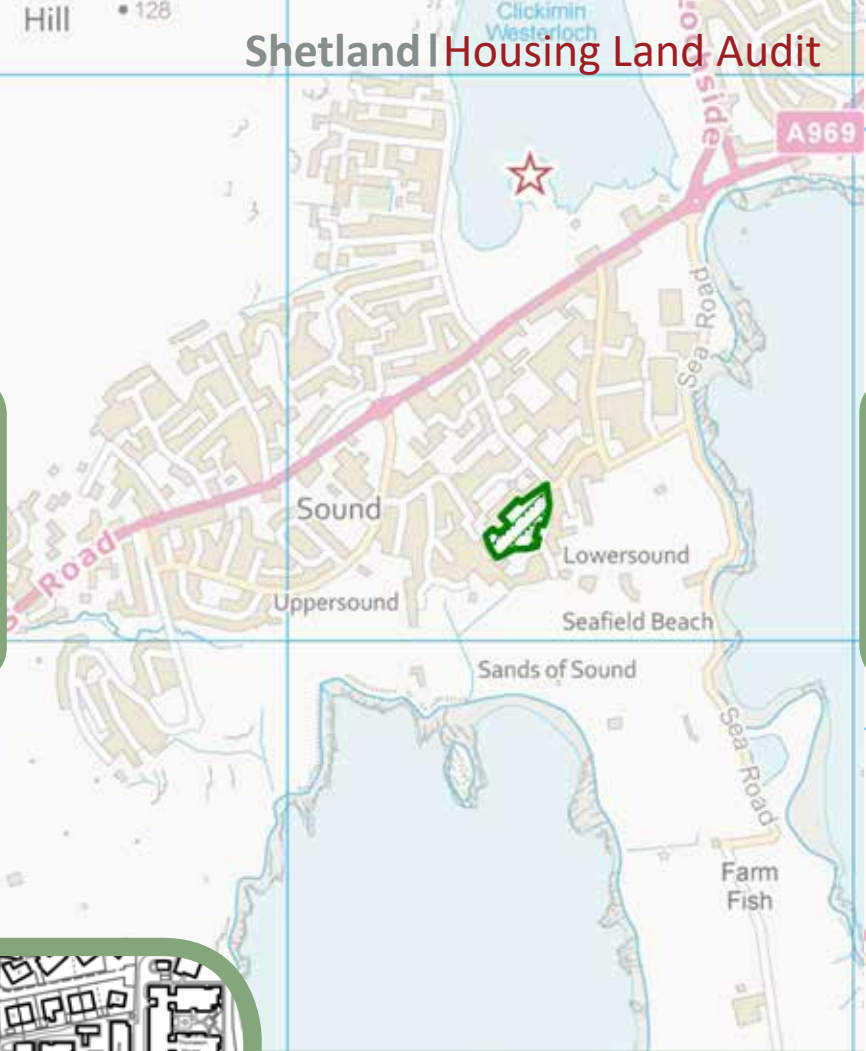 Hill
128
Clickimin
Westerloch
Shetland | Housing Land Audit
A969
Sea Road
Sound
Road
Lowersound
Uppersound
Seafield Beach
Sands of Sound
Sea Road
Farm
Fish